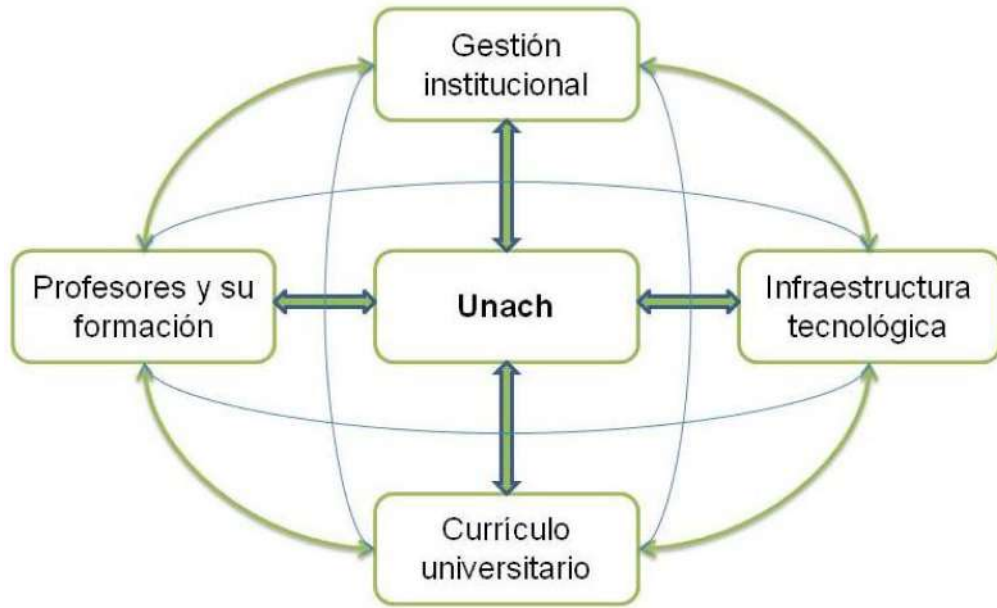 Gestión
institucional
Profesores y su
formación
Unach
Infraestructura
tecnológica
Currículo
universitario